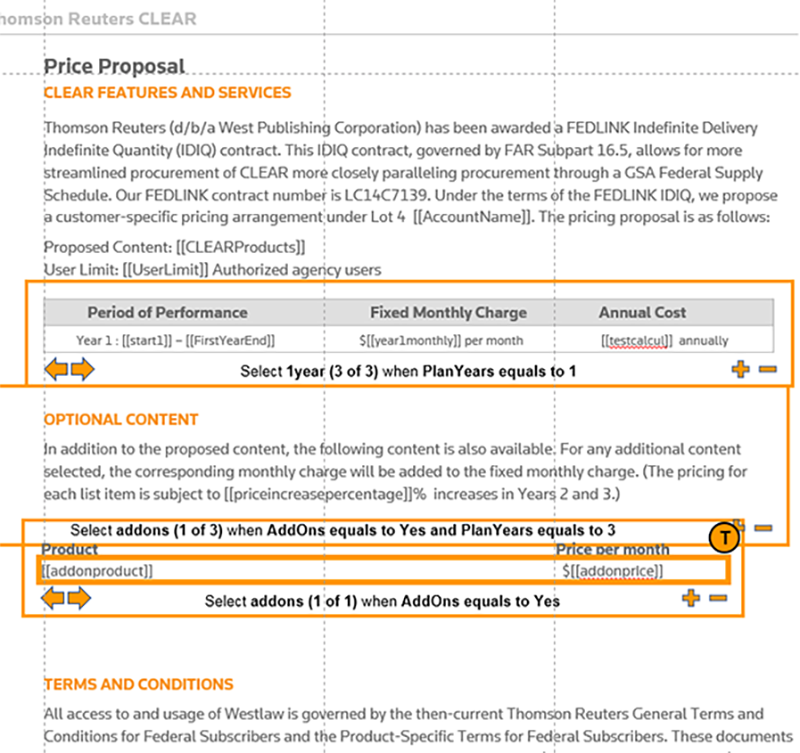 homson Reuters CLEAR
Price Proposal
CLEAR FEATURES AND SERVICES
Thomson Reuters (d/b/a West Publishing Corporation) has been awarded a FEDLINK Indefinite Delivery
Indefinite Quantity (IDIQ) contract. This IDIQ contract, governed by FAR Subpart 16.5, allows for more
streamlined procurement of CLEAR more closely paralleling procurement through a GSA Federal Supply
Schedule. Our FEDLINK contract number is LC14C7139. Under the terms of the FEDLINK IDIQ, we propose
a customer-specific pricing arrangement under Lot 4 [[AccountName]]. The pricing proposal is as follows:
Proposed Content: [[CLEARProducts]]
User Limit: [[UserLimit]] Authorized agency users
Period of Performance Fixed Monthly Charge Annual Cost
Year 1 : [[start1]] – [[FirstYearEnd]] $[[year1monthly]] per month [[testcalcul]] annually
Select 1year (3 of 3) when PlanYears equals to 1
OPTIONAL CONTENT
In addition to the proposed content, the following content is also available. For any additional content
selected, the corresponding monthly charge will be added to the fixed monthly charge. (The pricing for
each list item is subject to [[priceincreasepercentage]]% increases in Years 2 and 3.)
Select addons (1 of 3) when AddOns equals to Yes and PlanYears equals to 3
T
Product Price per month
[[addonproduct]] $[[addonprice]]
Select addons (1 of 1) when AddOns equals to Yes
TERMS AND CONDITIONS
All access to and usage of Westlaw is governed by the then-current Thomson Reuters General Terms and
Conditions for Federal Subscribers and the Product-Specific Terms for Federal Subscribers. These documents